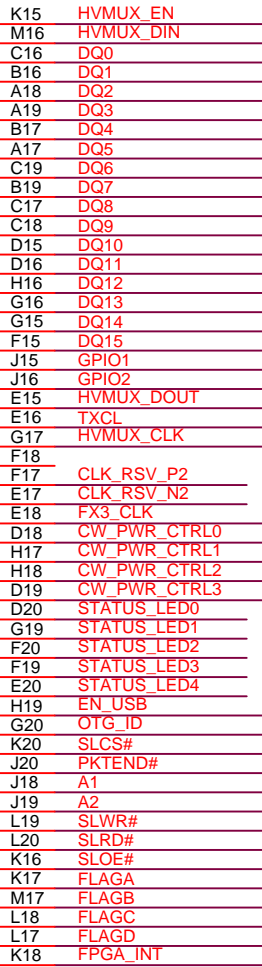 K15 HVMUX_EN
M16 HVMUX_DIN
C16 DQ0
B16 DQ1
A18 DQ2
A19 DQ3
B17 DQ4
A17 DQ5
C19 DQ6
B19 DQ7
C17 DQ8
C18 DQ9
D15 DQ10
D16 DQ11
H16 DQ12
G16 DQ13
G15 DQ14
F15 DQ15
J15 GPIO1
J16 GPIO2
E15 HVMUX_DOUT
E16 TXCL
G17 HVMUX_CLK
F18
F17 CLK_RSV_P2
E17 CLK_RSV_N2
E18 FX3_CLK
D18 CW_PWR_CTRL0
H17 CW_PWR_CTRL1
H18 CW_PWR_CTRL2
D19 CW_PWR_CTRL3
D20 STATUS_LED0
G19 STATUS_LED1
F20 STATUS_LED2
F19 STATUS_LED3
E20 STATUS_LED4
H19 EN_USB
G20 OTG_ID
K20 SLCS#
J20 PKTEND#
J18 A1
J19 A2
L19 SLWR#
L20 SLRD#
K16 SLOE#
K17 FLAGA
M17 FLAGB
L18 FLAGC
L17 FLAGD
K18 FPGA_INT